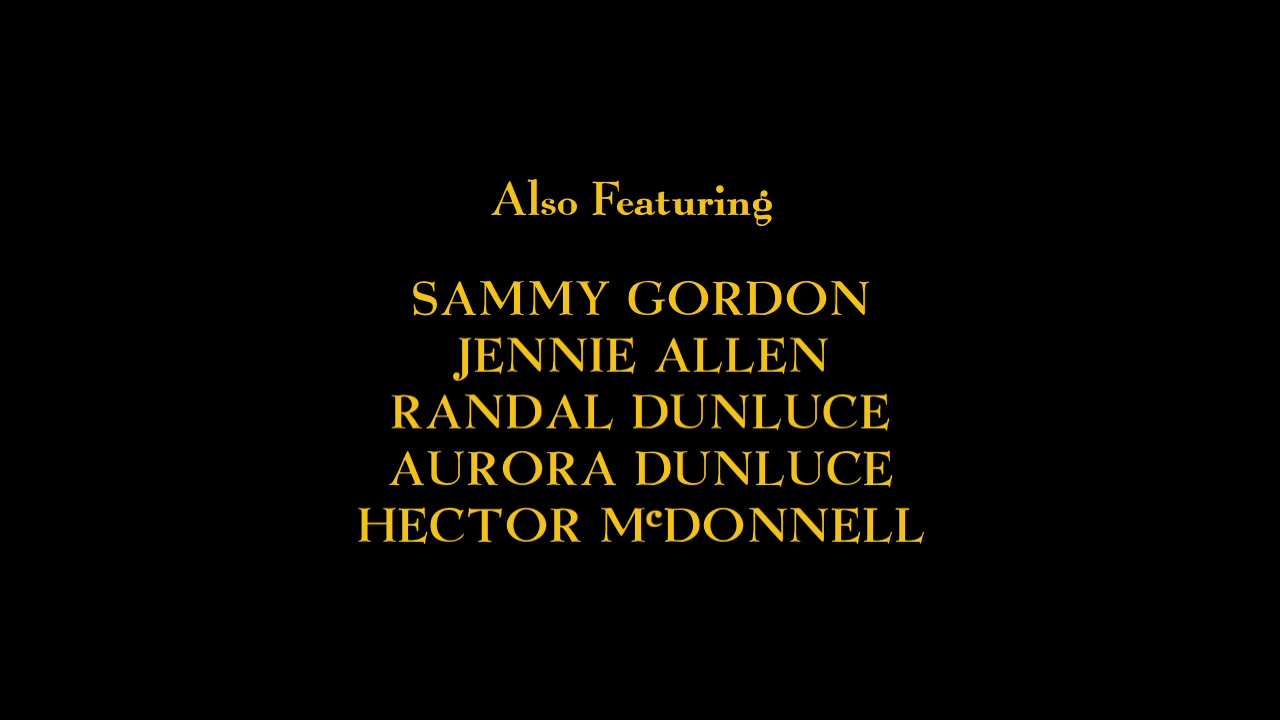 Also Featuring
SAMMY GORDON
JENNIE ALLEN
RANDAL DUNLUCE
AURORA DUNLUCE
HECTOR McDONNELL